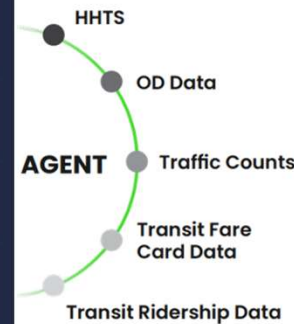 HHTS
OD Data
AGENT
Traffic Counts
Transit Fare
Card Data
Transit Ridership Data